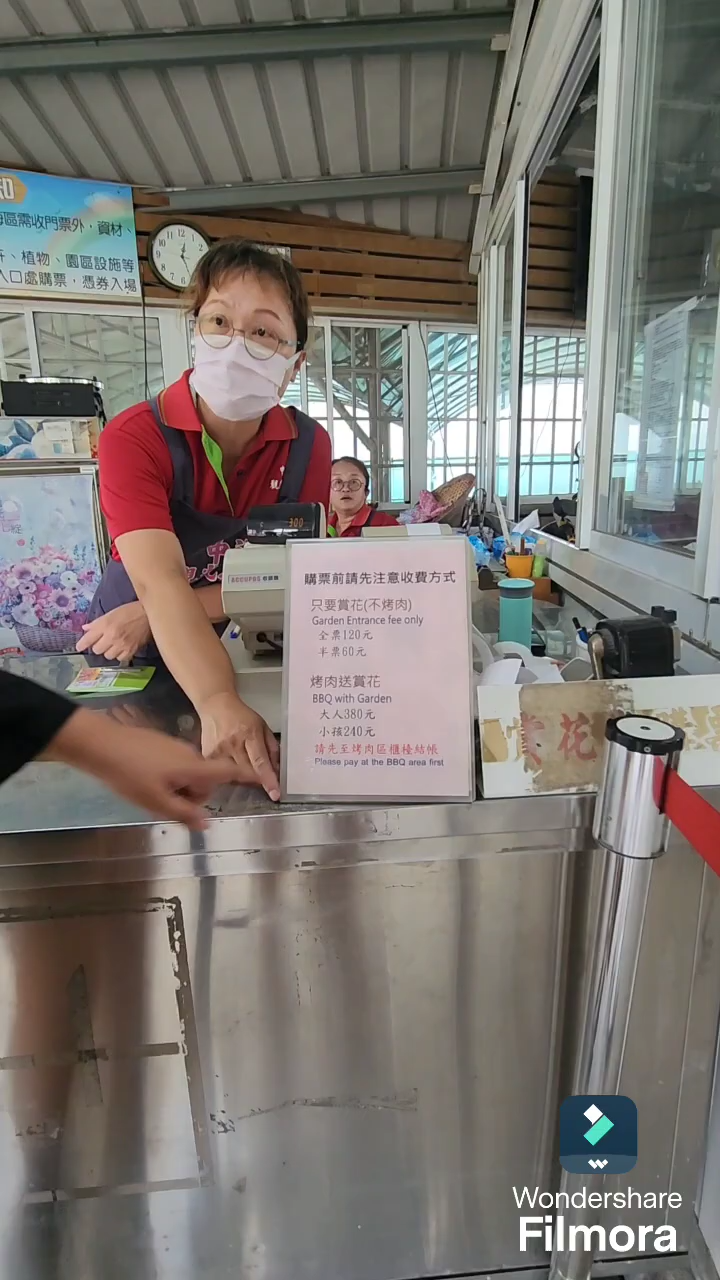 知
每區需收門票外，資材、
、植物、園區設施等
入口處購票，憑券入場
300
ACCUPOS
購票前請先注意收費方式
只要賞花(不烤肉)
Garden Entrance fee only
全票120元
半票60元
烤肉送賞花
BBQ with Garden
大人380元
小孩240元
請先至烤肉區櫃檯結帳
Please pay at the BBQ area first
賞花
Wondershare
Filmora